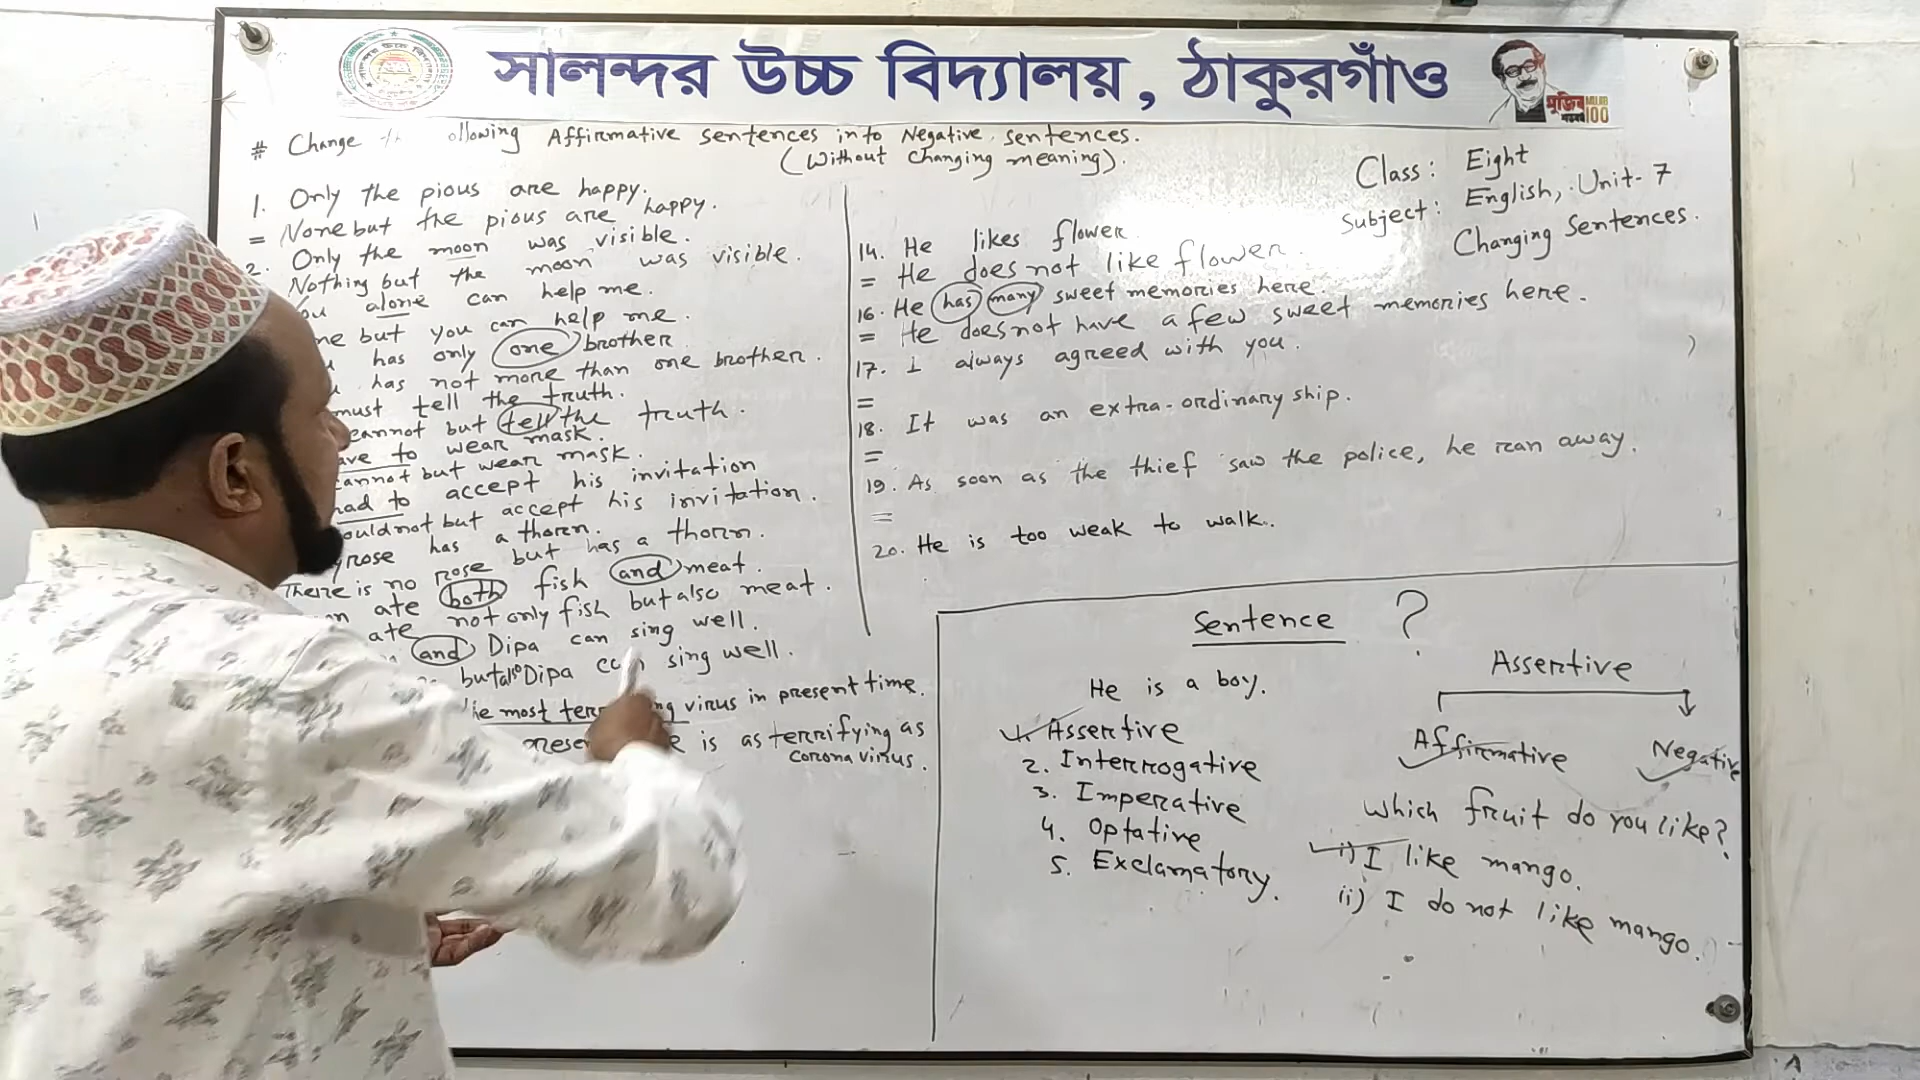 সালন্দর উচ্চ বিদ্যালয়, ঠাকুরগাঁও
মুজিব
100
# Change ollowing Affirmative sentences into Negative sentences.
(Without changing meaning).
1. Only the pious are happy.
= None but the pious are happy.
2. Only the moon was visible.
Nothing but the moon was visible.
alone can help me.
but you can help me.
has only one brother
has not more than one brother.
must tell the truth.
cannot but tell the truth.
ave to wear mask.
cannot but wear mask.
had to accept his invitation
ould not but accept his invitation.
rose has a thorn.
There is no rose but has a thorn.
ate both fish and meat.
ate not only fish but also meat.
and Dipa can sing well.
but also Dipa can sing well.
he most terr ng virus in present time.
presen is as terrifying as
corona virus.
14. He likes flower.
= He does not like flower.
16. He has many sweet memories here.
= He does not have a few sweet memories here.
17. I always agreed with you.
=
18. It was an extra-ordinary ship.
=
19. As soon as the thief saw the police, he ran away.
=
20. He is too weak to walk.
Class: Eight
Subject: English, Unit-7
Changing Sentences.
Sentence ?
He is a boy.
1. Assertive
2. Interrogative
3. Imperative
4. Optative
5. Exclamatory.
Assertive
Affirmative Negative
Which fruit do you like?
i) I like mango.
ii) I do not like mango.